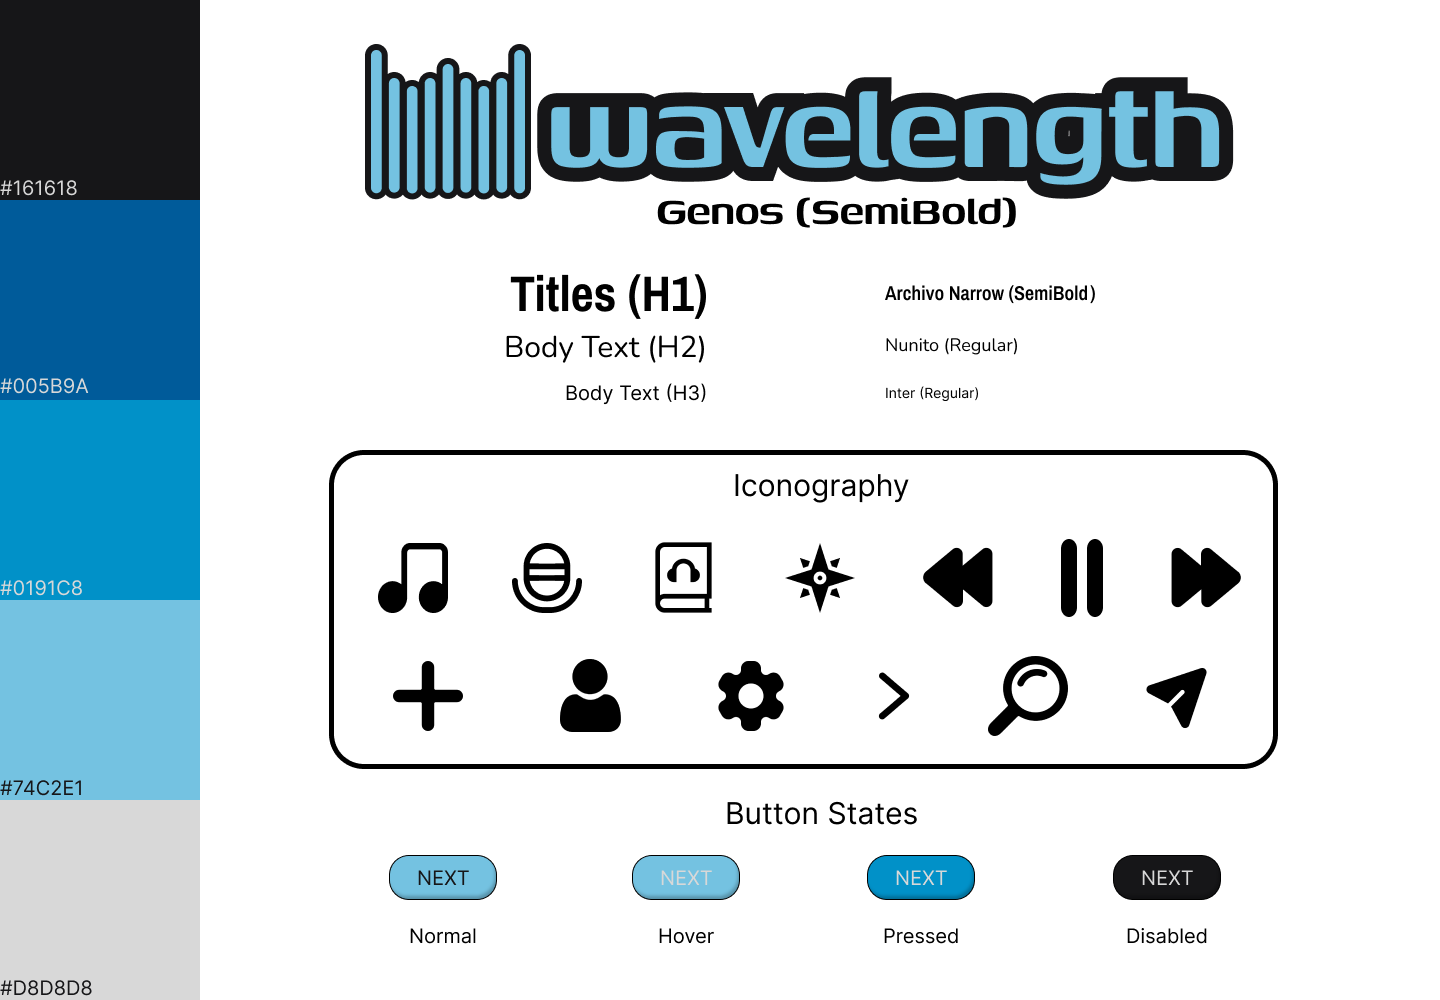 #161618
#005B9A
#0191C8
#74C2E1
#D8D8D8
wavelength
Genos (SemiBold)
Titles (H1)
Archivo Narrow (SemiBold)
Body Text (H2)
Nunito (Regular)
Body Text (H3)
Inter (Regular)
Iconography
Button States
NEXT
NEXT
NEXT
NEXT
Normal
Hover
Pressed
Disabled